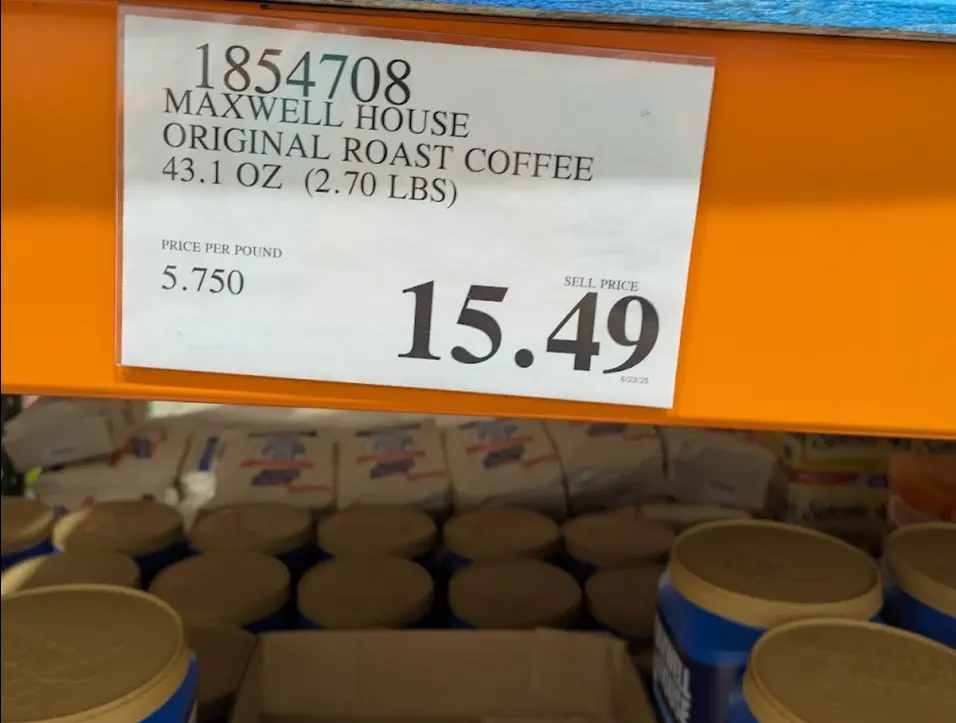 1854708
MAXWELL HOUSE
ORIGINAL ROAST COFFEE
43.1 OZ (2.70 LBS)
PRICE PER POUND
5.750
SELL PRICE
15.49